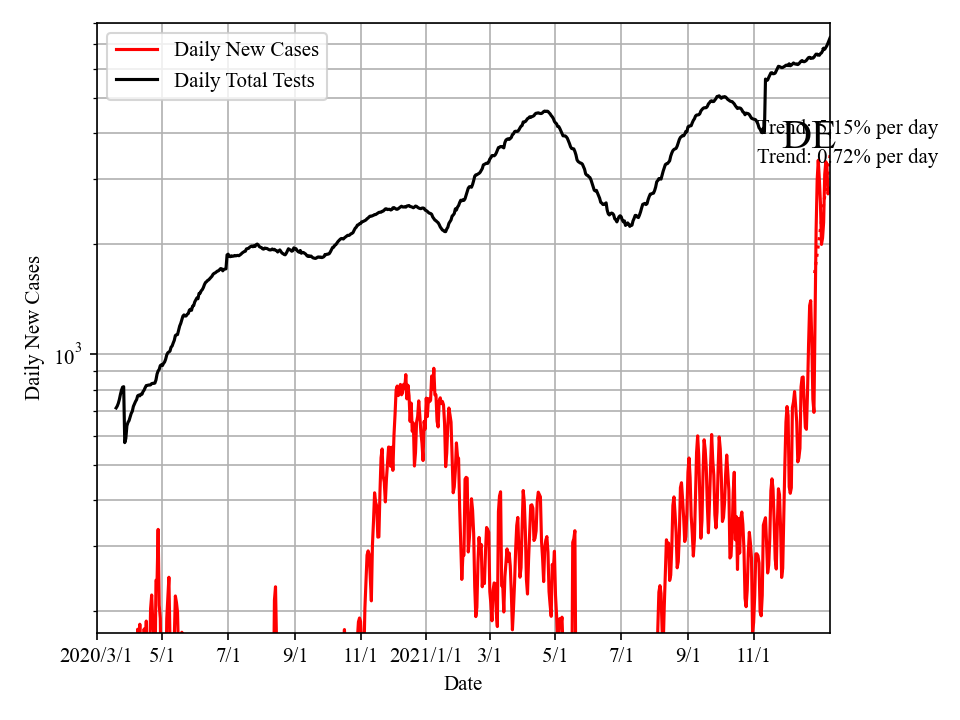 Daily New Cases
Daily Total Tests
DE
Trend: 5.15% per day
Trend: 0.72% per day
Daily New Cases
10³
2020/3/1 5/1 7/1 9/1 11/1 2021/1/1 3/1 5/1 7/1 9/1 11/1
Date